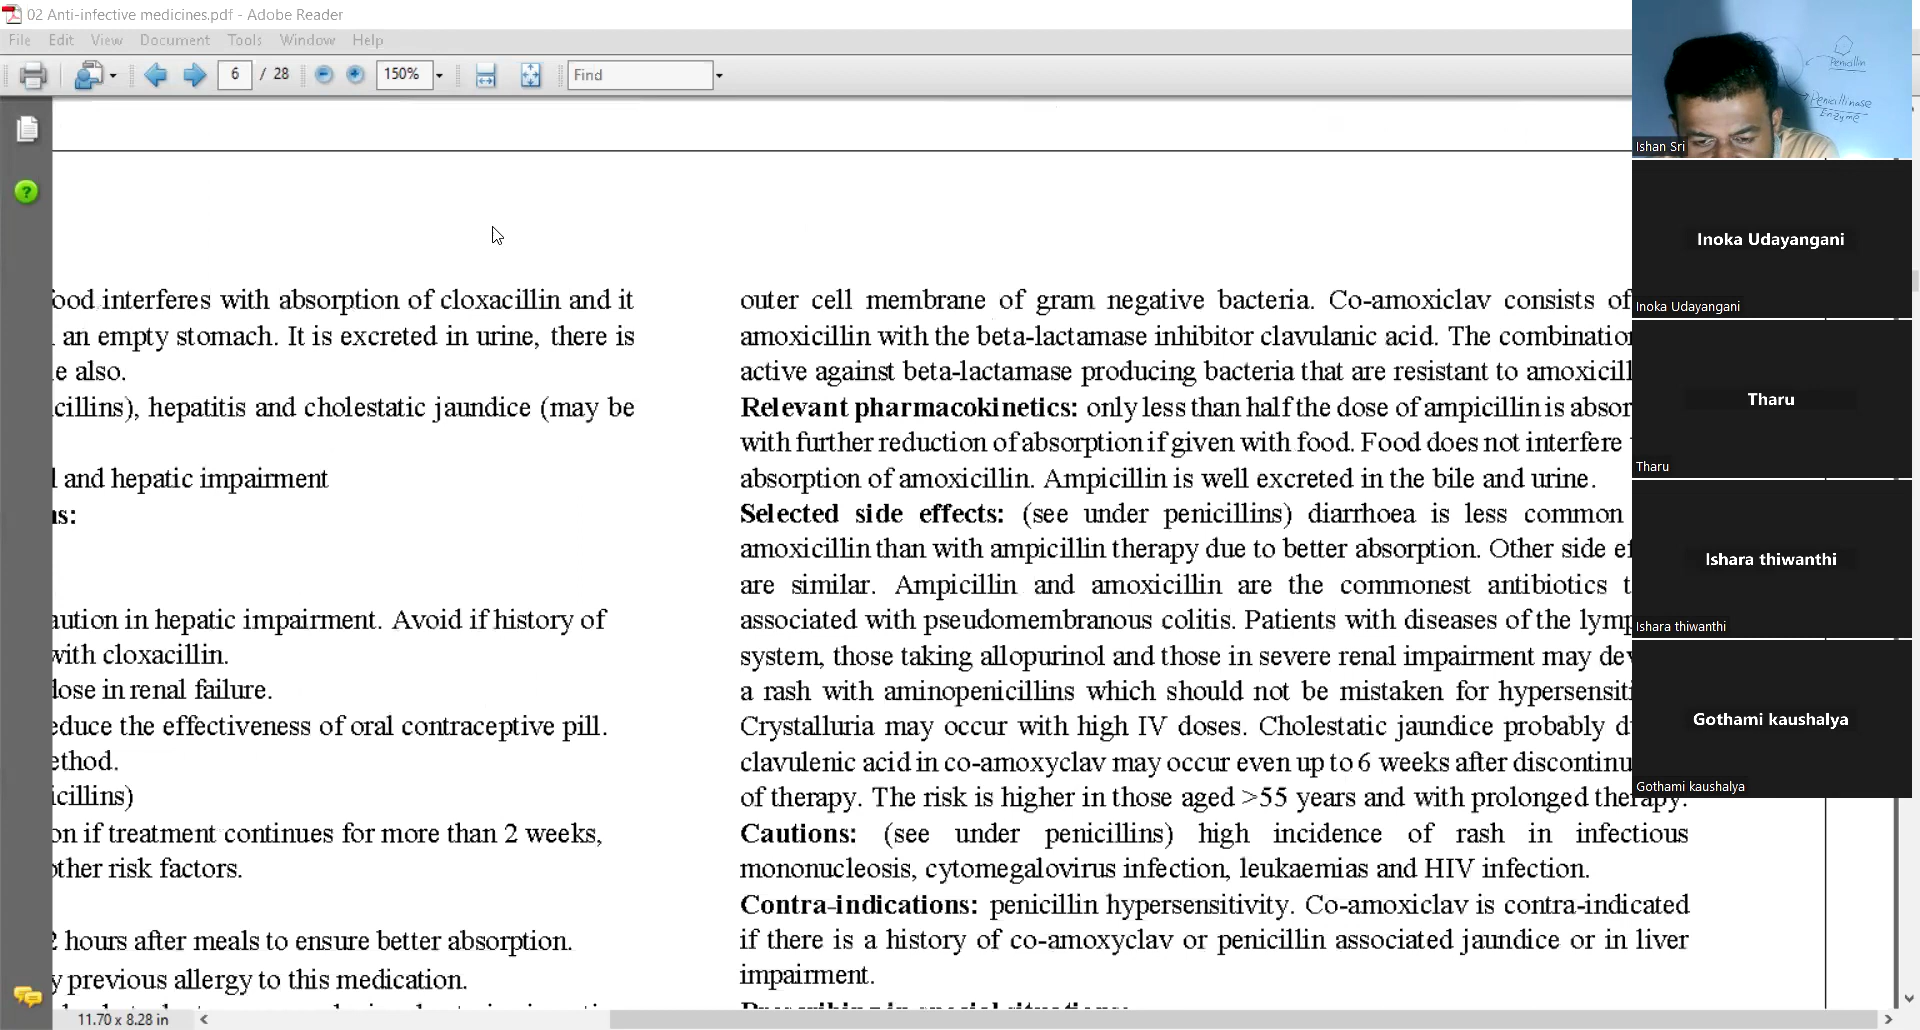 02 Anti-infective medicines.pdf - Adobe Reader
File Edit View Document Tools Window Help
6 / 28 150% Find
food interferes with absorption of cloxacillin and it
an empty stomach. It is excreted in urine, there is
e also.
cillins), hepatitis and cholestatic jaundice (may be
l and hepatic impairment
ns:
aution in hepatic impairment. Avoid if history of
with cloxacillin.
dose in renal failure.
educe the effectiveness of oral contraceptive pill.
ethod.
icillins)
on if treatment continues for more than 2 weeks,
other risk factors.
2 hours after meals to ensure better absorption.
y previous allergy to this medication.
outer cell membrane of gram negative bacteria. Co-amoxiclav consists of
amoxicillin with the beta-lactamase inhibitor clavulanic acid. The combination
active against beta-lactamase producing bacteria that are resistant to amoxicill
Relevant pharmacokinetics: only less than half the dose of ampicillin is absor
with further reduction of absorption if given with food. Food does not interfere
absorption of amoxicillin. Ampicillin is well excreted in the bile and urine.
Selected side effects: (see under penicillins) diarrhoea is less common
amoxicillin than with ampicillin therapy due to better absorption. Other side ef
are similar. Ampicillin and amoxicillin are the commonest antibiotics t
associated with pseudomembranous colitis. Patients with diseases of the lymp
system, those taking allopurinol and those in severe renal impairment may dev
a rash with aminopenicillins which should not be mistaken for hypersensiti
Crystalluria may occur with high IV doses. Cholestatic jaundice probably d
clavulenic acid in co-amoxyclav may occur even up to 6 weeks after discontinu
of therapy. The risk is higher in those aged >55 years and with prolonged therapy.
Cautions: (see under penicillins) high incidence of rash in infectious
mononucleosis, cytomegalovirus infection, leukaemias and HIV infection.
Contra-indications: penicillin hypersensitivity. Co-amoxiclav is contra-indicated
if there is a history of co-amoxyclav or penicillin associated jaundice or in liver
impairment.
Prescribing in special situations:
11.70 x 8.28 in
Penicillin
Penicillinase
Enzyme
Ishan Sri
Inoka Udayangani
Inoka Udayangani
Tharu
Tharu
Ishara thiwanthi
Ishara thiwanthi
Gothami kaushalya
Gothami kaushalya